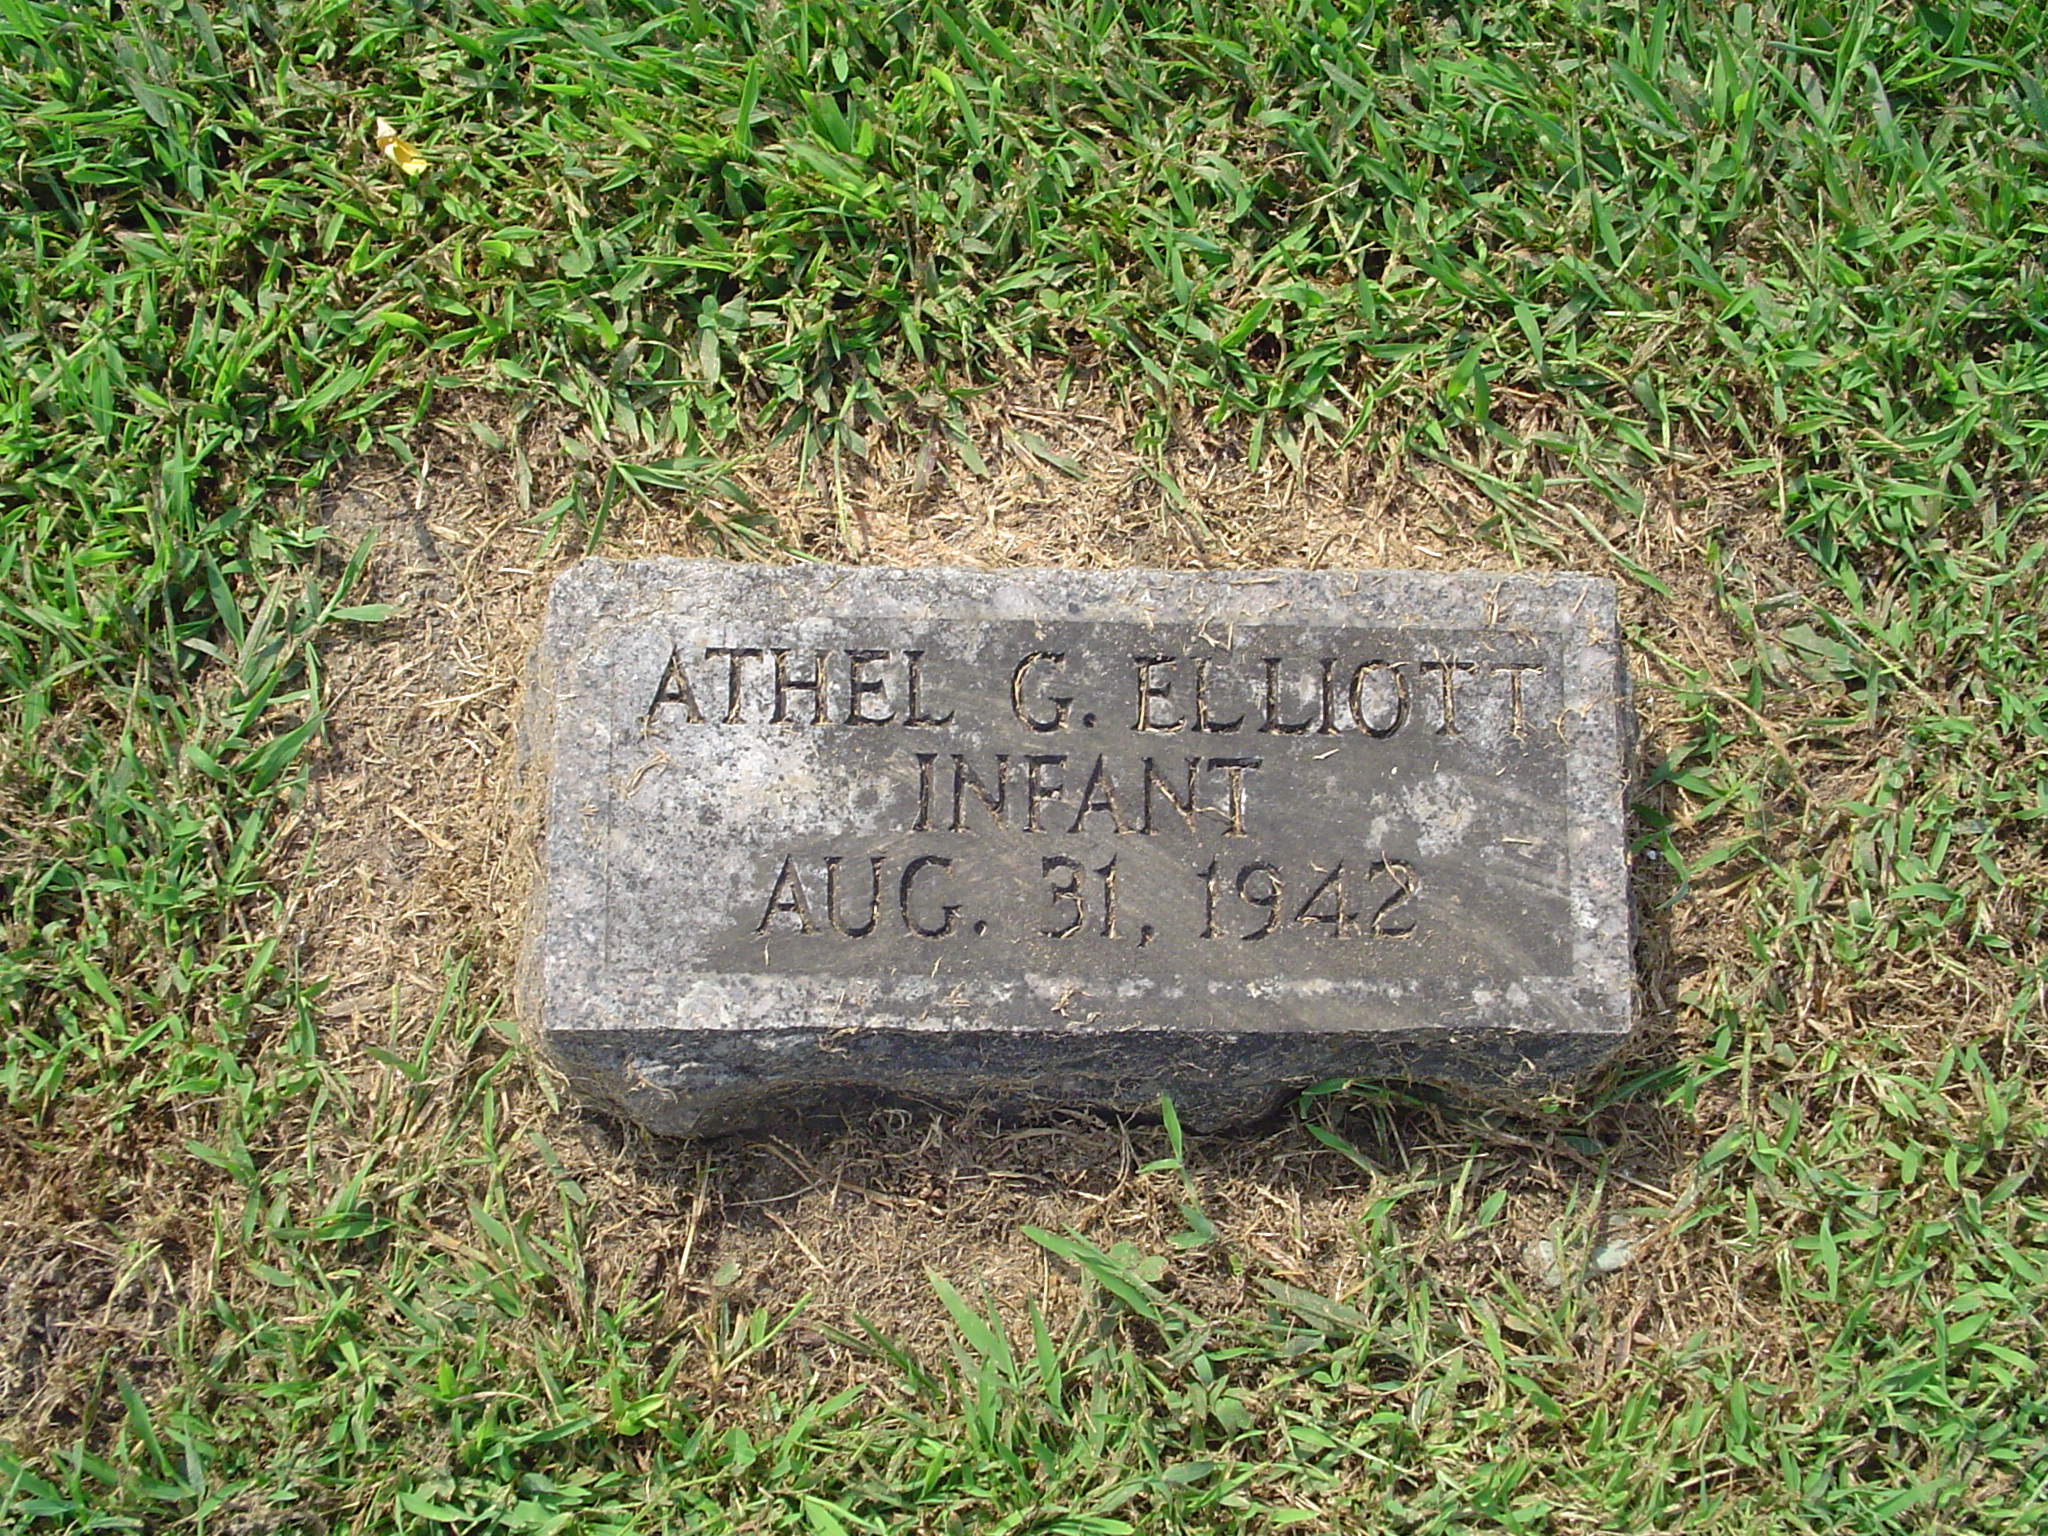 ATHEL G. ELLIOTT
INFANT
AUG. 31, 1942